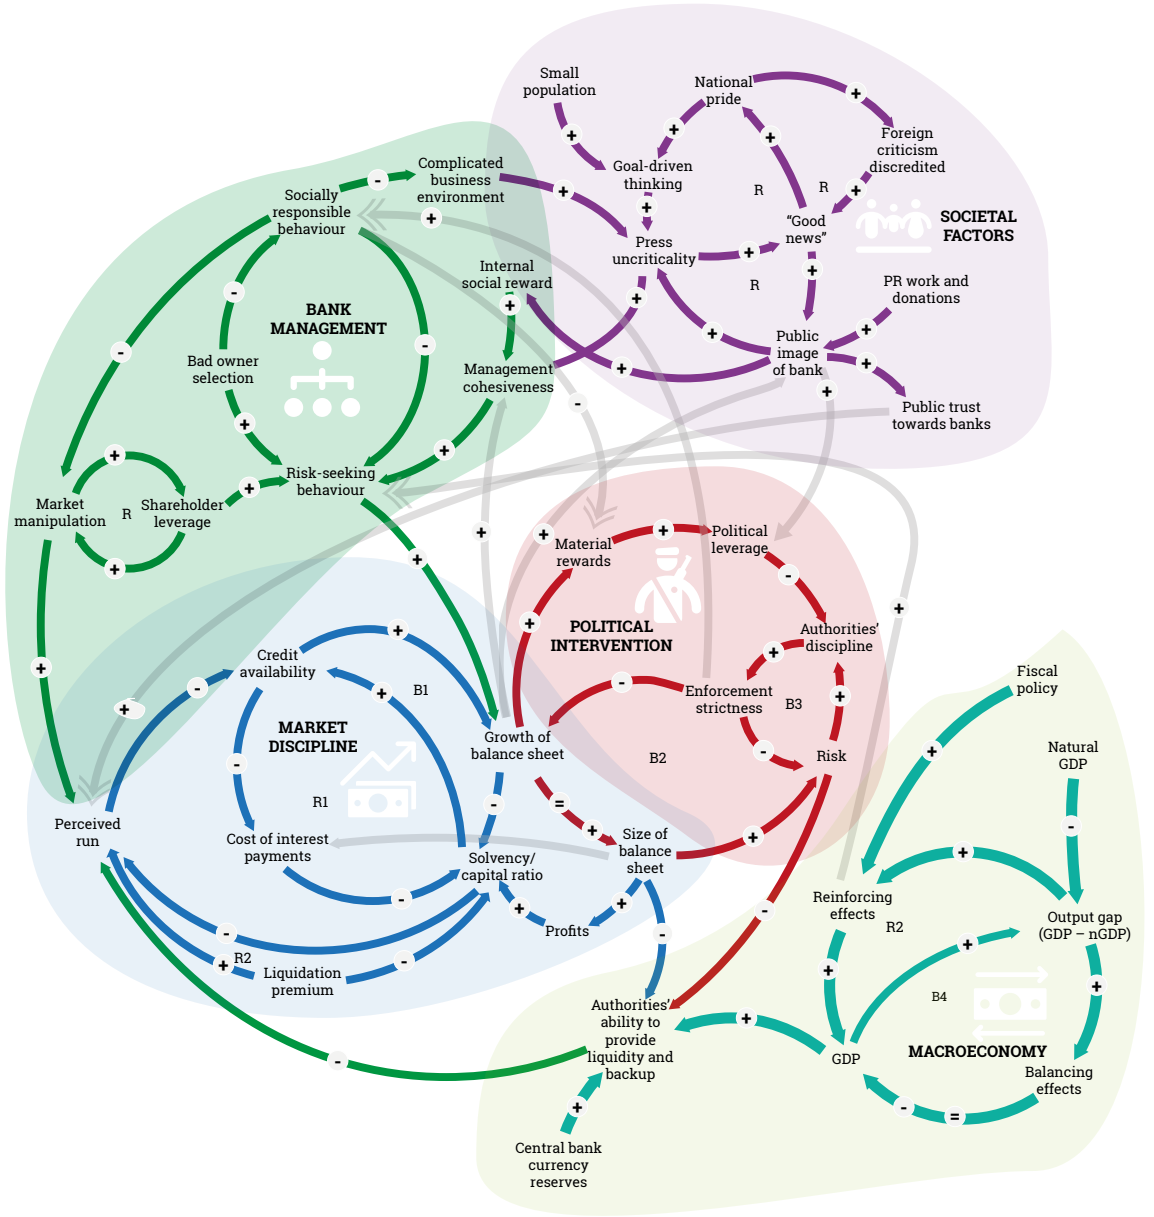 Small
population
National
pride
Foreign
criticism
discredited
Goal-driven
thinking
Complicated
business
environment
Socially
responsible
behaviour
R
R
"Good
news"
SOCIETAL
FACTORS
Press
uncriticality
Internal
social reward
R
PR work and
donations
BANK
MANAGEMENT
Bad owner
selection
Management
cohesiveness
Public
image
of bank
Public trust
towards banks
Risk-seeking
behaviour
Market
manipulation
R
Shareholder
leverage
Material
rewards
Political
leverage
POLITICAL
INTERVENTION
Authorities'
discipline
Credit
availability
B1
Enforcement
strictness
B3
Fiscal
policy
MARKET
DISCIPLINE
Growth of
balance sheet
B2
Risk
Natural
GDP
R1
Perceived
run
Cost of interest
payments
Solvency/
capital ratio
Size of
balance
sheet
Reinforcing
effects
R2
Profits
Output gap
(GDP – nGDP)
R2
Liquidation
premium
Authorities'
ability to
provide
liquidity and
backup
B4
GDP
MACROECONOMY
Balancing
effects
Central bank
currency
reserves
+
+
+
-
+
+
+
+
+
+
+
+
+
-
+
+
+
-
-
+
+
+
-
+
+
+
+
+
+
+
+
+
-
+
-
+
+
+
-
+
-
+
+
+
-
-
+
-
=
+
+
+
-
-
+
+
-
-
-
+
-
+
+
+
+
-
+
-
=